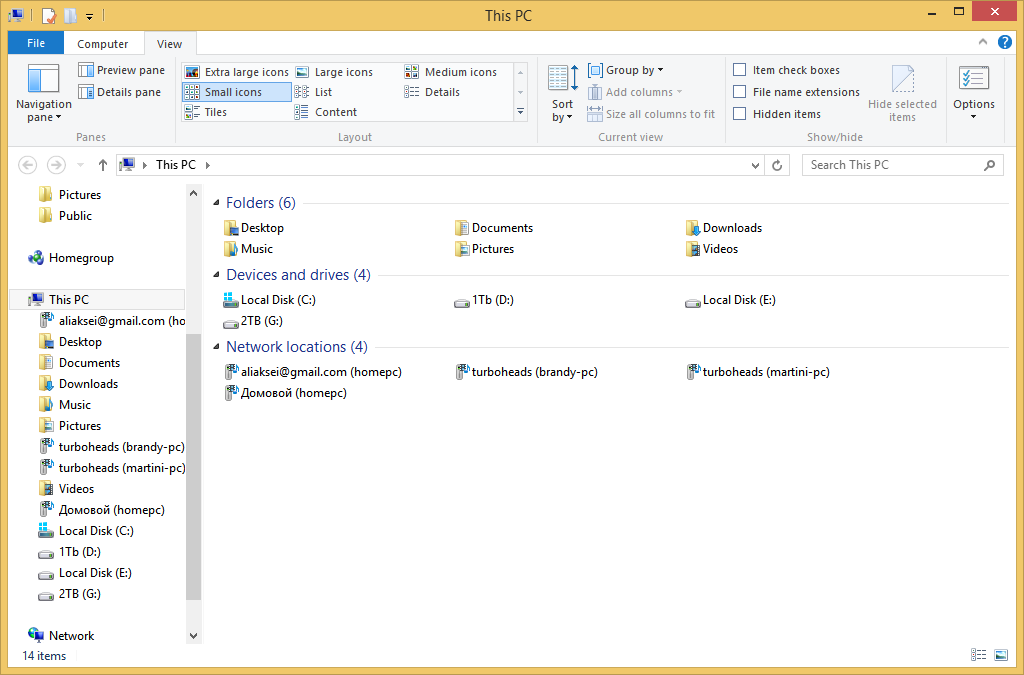 This PC
File Computer View
Navigation pane
Preview pane
Details pane
Panes
Extra large icons Large icons Medium icons
Small icons List Details
Tiles Content
Layout
Sort by
Group by
Add columns
Size all columns to fit
Current view
Item check boxes
File name extensions
Hidden items
Hide selected items
Show/hide
Options
This PC
Search This PC
Pictures
Public
Homegroup
This PC
aliaksei@gmail.com (ho
Desktop
Documents
Downloads
Music
Pictures
turboheads (brandy-pc)
turboheads (martini-pc)
Videos
Домовой (homepc)
Local Disk (C:)
1Tb (D:)
Local Disk (E:)
2TB (G:)
Network
Folders (6)
Desktop Documents Downloads
Music Pictures Videos
Devices and drives (4)
Local Disk (C:) 1Tb (D:) Local Disk (E:)
2TB (G:)
Network locations (4)
aliaksei@gmail.com (homepc) turboheads (brandy-pc) turboheads (martini-pc)
Домовой (homepc)
14 items